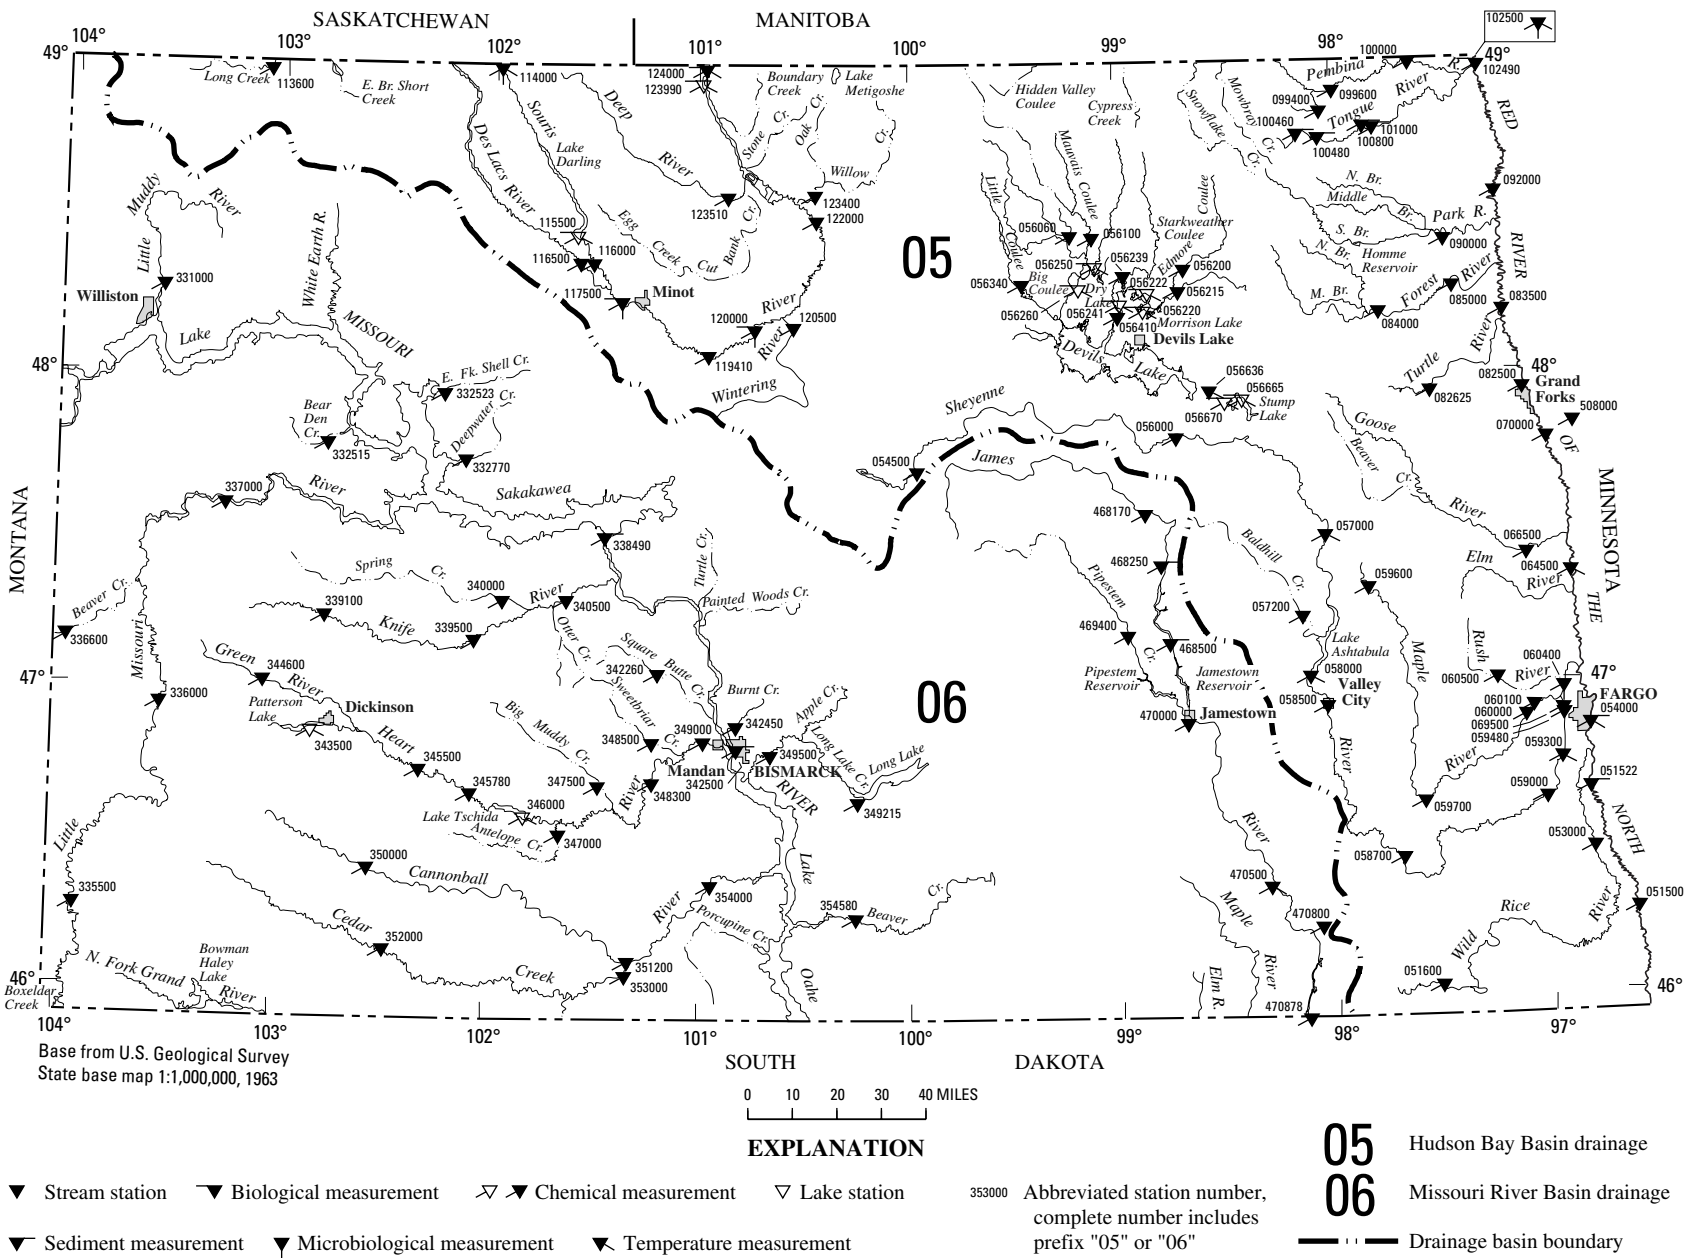 SASKATCHEWAN
MANITOBA
104°
103°
102°
101°
100°
99°
98°
102500
49°
49°
Long Creek
113600
E. Br. Short
Creek
114000
124000
123990
Boundary
Creek
Lake
Metigoshe
Hidden Valley
Coulee
Cypress
Creek
Snowflake Cr.
Mowbray Cr.
Pembina R.
100000
102490
099400
099600
Tongue River
100460
100480
100800
101000
RED
RIVER
OF
THE
NORTH
Souris
Deep
River
Des Lacs River
Lake
Darling
Stone Cr.
Oak Cr.
Willow Cr.
123510
123400
122000
Egg
Creek
Cut Bank Cr.
115500
116500
116000
117500
Minot
120000
120500
119410
River
River
Wintering
Little Muddy River
White Earth R.
331000
Williston
Lake
MISSOURI
48°
E. Fk. Shell Cr.
332523
Deepwater Cr.
Bear
Den
Cr.
332515
332770
337000
River
Sakakawea
05
Little Coulee
Mauvais Coulee
056060
056100
Starkweather
Coulee
Edmore Coulee
056250
056239
056200
056340
Big
Coulee
Dry
Lake
056222
056215
056260
056241
056220
056410
Morrison Lake
Devils Lake
Devils Lake
056636
056665
056670
Stump
Lake
N. Br.
Middle Br.
Park R.
S. Br.
092000
090000
Homme
Reservoir
N. Br.
M. Br.
Forest River
085000
084000
083500
Turtle River
082500
082625
48°
Grand
Forks
508000
070000
Sheyenne
056000
054500
James
Goose
Beaver Cr.
River
MINNESOTA
066500
Elm
River
064500
468170
468250
Baldhill Cr.
057000
059600
057200
Pipestem Cr.
469400
468500
Pipestem
Reservoir
Jamestown
Reservoir
Lake
Ashtabula
470000
Jamestown
058000
Valley
City
058500
River
Maple
Rush
River
060400
060500
060100
060000
069500
059480
47°
FARGO
054000
059300
River
059000
059700
051522
058700
053000
051500
Rice
Wild
River
051600
46°
MONTANA
Beaver Cr.
336600
Spring Cr.
338490
339100
340000
River
340500
Knife
339500
Turtle Cr.
Painted Woods Cr.
Otter Cr.
Square Butte Cr.
342260
Sweetbriar Cr.
Burnt Cr.
342450
Apple Cr.
Long Lake Cr.
Long Lake
47°
Missouri
336000
Green
River
344600
Patterson
Lake
343500
Dickinson
Heart
345500
Big
Muddy Cr.
348500
349000
349500
Mandan
BISMARCK
342500
RIVER
349215
347500
348300
River
345780
346000
Lake Tschida
Antelope Cr.
347000
Little
335500
350000
Cannonball
River
354000
Lake
Oahe
354580
Beaver
Cr.
Cedar
352000
Creek
351200
353000
Porcupine Cr.
46°
Boxelder
Creek
N. Fork Grand
River
Bowman
Haley
Lake
06
River
470500
470800
Maple
River
Elm R.
470878
104°
103°
102°
101°
100°
99°
98°
97°
SOUTH
DAKOTA
Base from U.S. Geological Survey
State base map 1:1,000,000, 1963
0 10 20 30 40 MILES
EXPLANATION
05 Hudson Bay Basin drainage
06 Missouri River Basin drainage
Drainage basin boundary
Stream station
Biological measurement
Chemical measurement
Lake station
353000 Abbreviated station number,
complete number includes
prefix "05" or "06"
Sediment measurement
Microbiological measurement
Temperature measurement